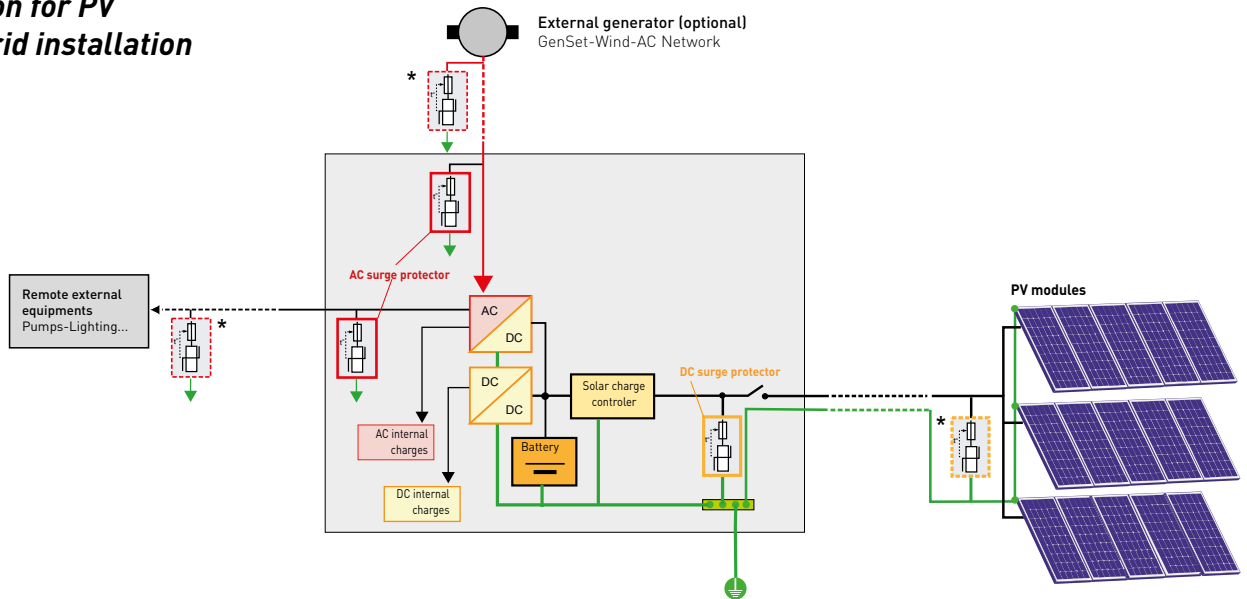 on for PV
rid installation
External generator (optional)
GenSet-Wind-AC Network
*
AC surge protector
Remote external
equipments
Pumps-Lighting...
*
AC
DC
DC
DC
Solar charge
controler
DC surge protector
PV modules
*
AC internal
charges
Battery
DC internal
charges